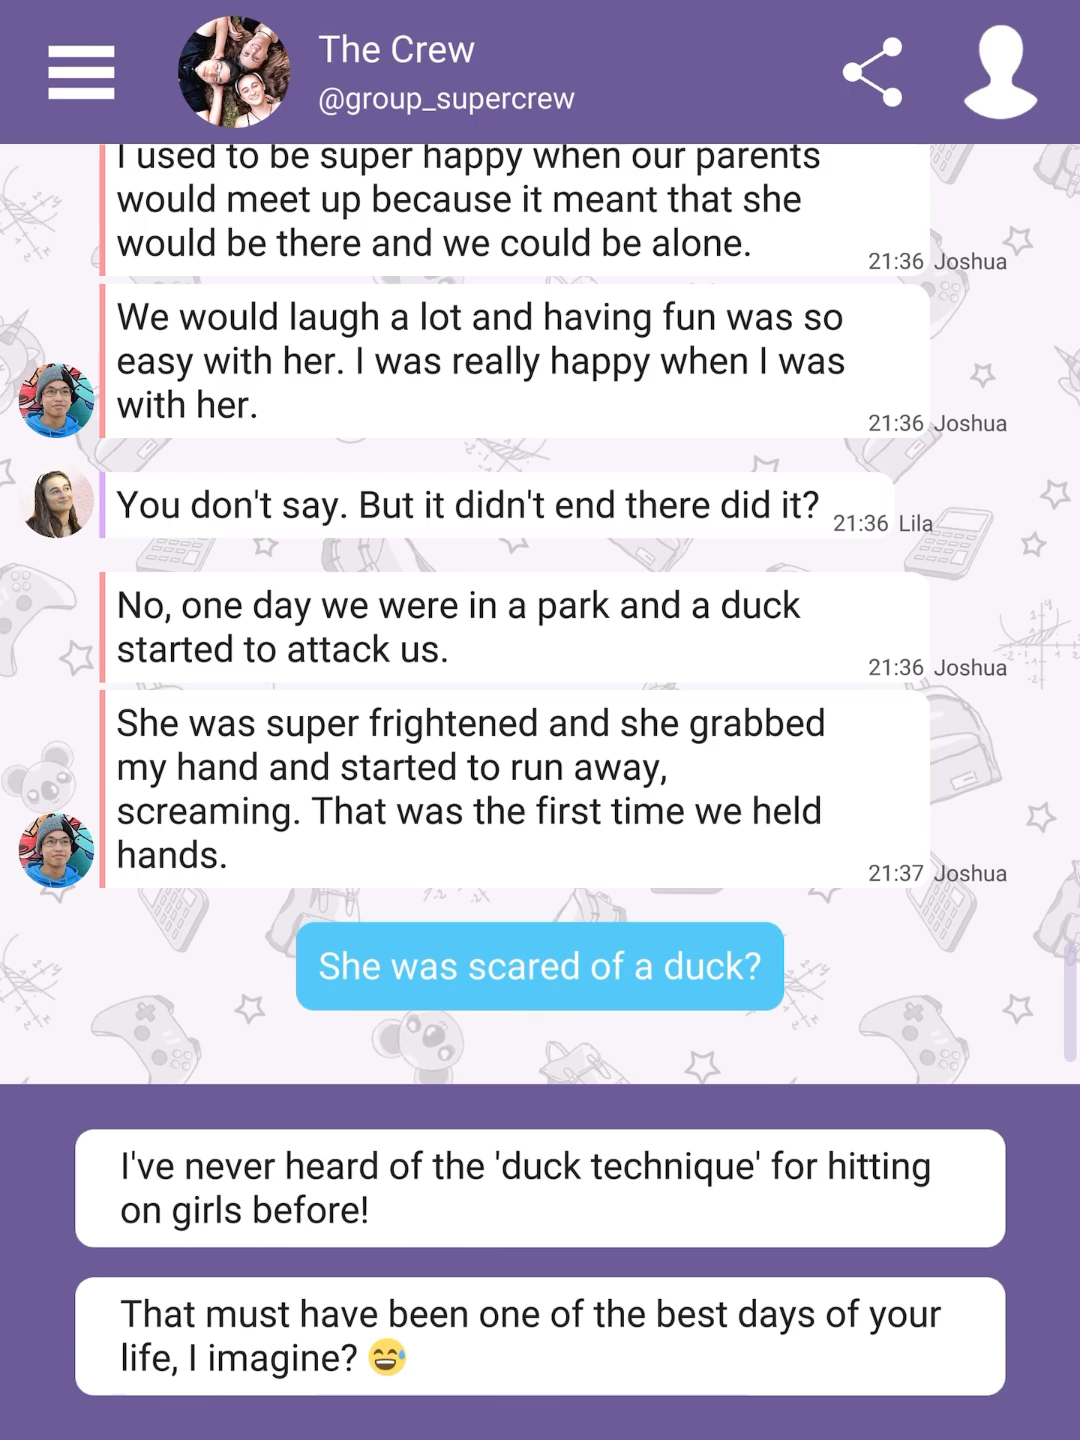 The Crew
@group_supercrew
I used to be super happy when our parents
would meet up because it meant that she
would be there and we could be alone.
21:36 Joshua
We would laugh a lot and having fun was so
easy with her. I was really happy when I was
with her.
21:36 Joshua
You don't say. But it didn't end there did it?
21:36 Lila
No, one day we were in a park and a duck
started to attack us.
21:36 Joshua
She was super frightened and she grabbed
my hand and started to run away,
screaming. That was the first time we held
hands.
21:37 Joshua
She was scared of a duck?
I've never heard of the 'duck technique' for hitting
on girls before!
That must have been one of the best days of your
life, I imagine? 😅